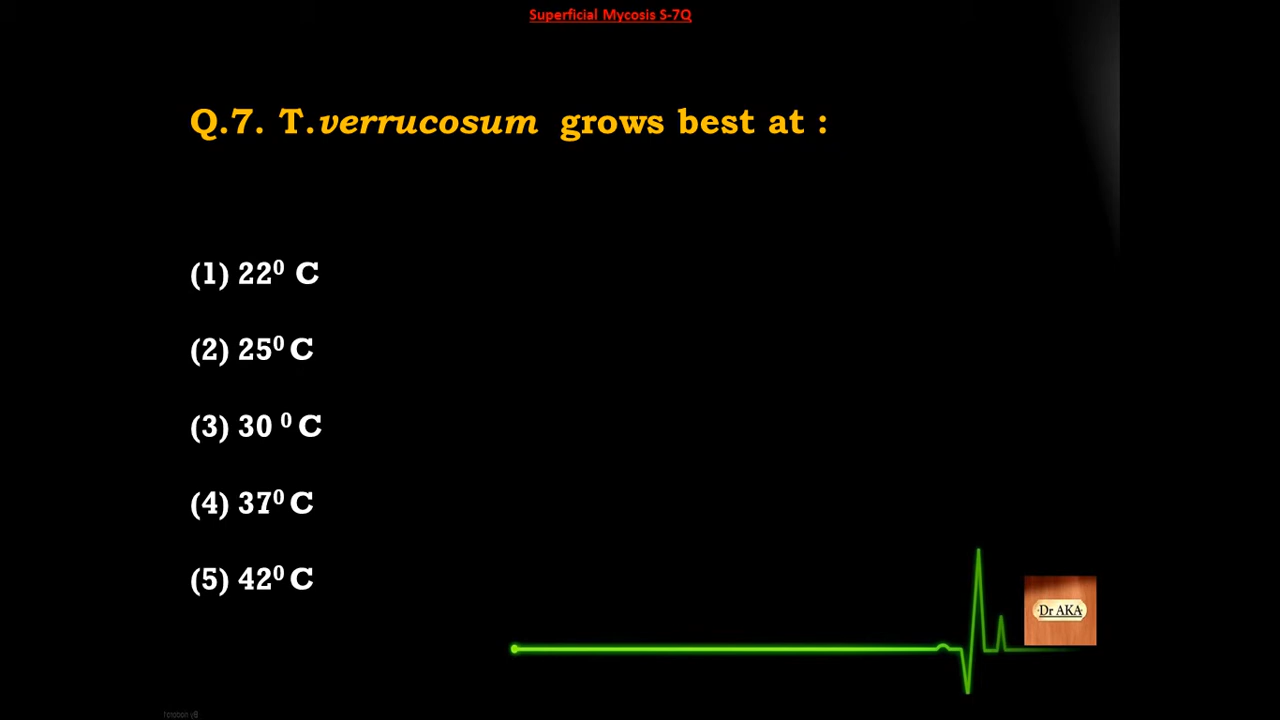 Superficial Mycosis S-7Q
Q.7. T.verrucosum grows best at :
(1) 22⁰ C
(2) 25⁰ C
(3) 30 ⁰ C
(4) 37⁰ C
(5) 42⁰ C
Dr AKA